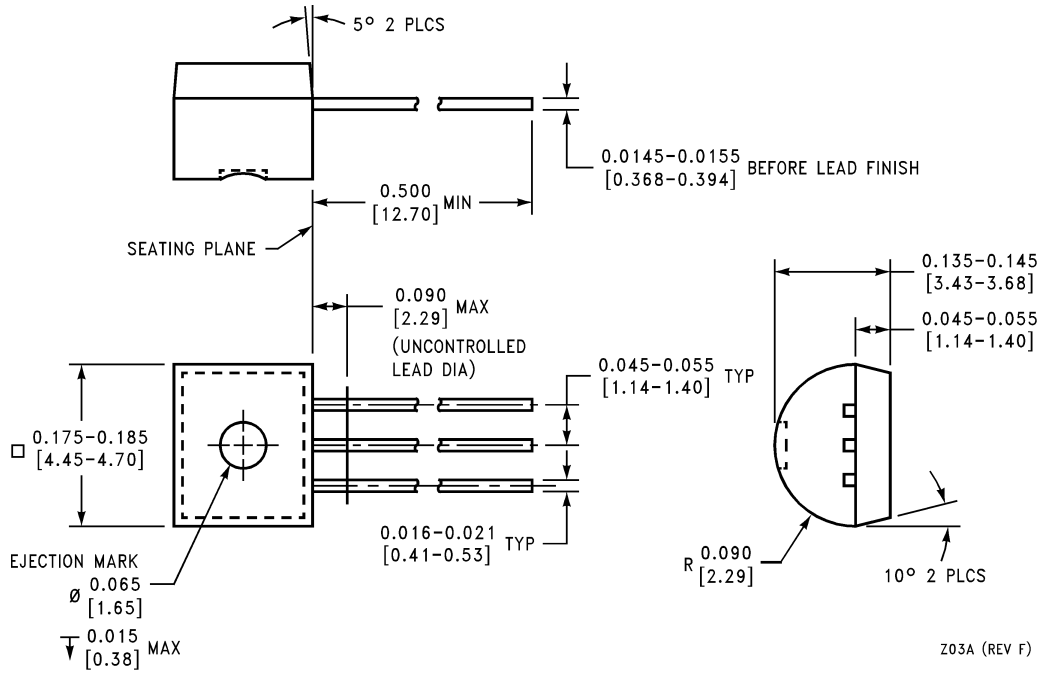 5° 2 PLCS
0.0145-0.0155
[0.368-0.394] BEFORE LEAD FINISH
0.500
[12.70] MIN
SEATING PLANE
0.090
[2.29] MAX
(UNCONTROLLED
LEAD DIA)
0.135-0.145
[3.43-3.68]
0.045-0.055
[1.14-1.40]
0.045-0.055
[1.14-1.40] TYP
0.175-0.185
[4.45-4.70]
0.016-0.021
[0.41-0.53] TYP
EJECTION MARK
Ø 0.065
[1.65]
0.015
[0.38] MAX
R 0.090
[2.29]
10° 2 PLCS
Z03A (REV F)